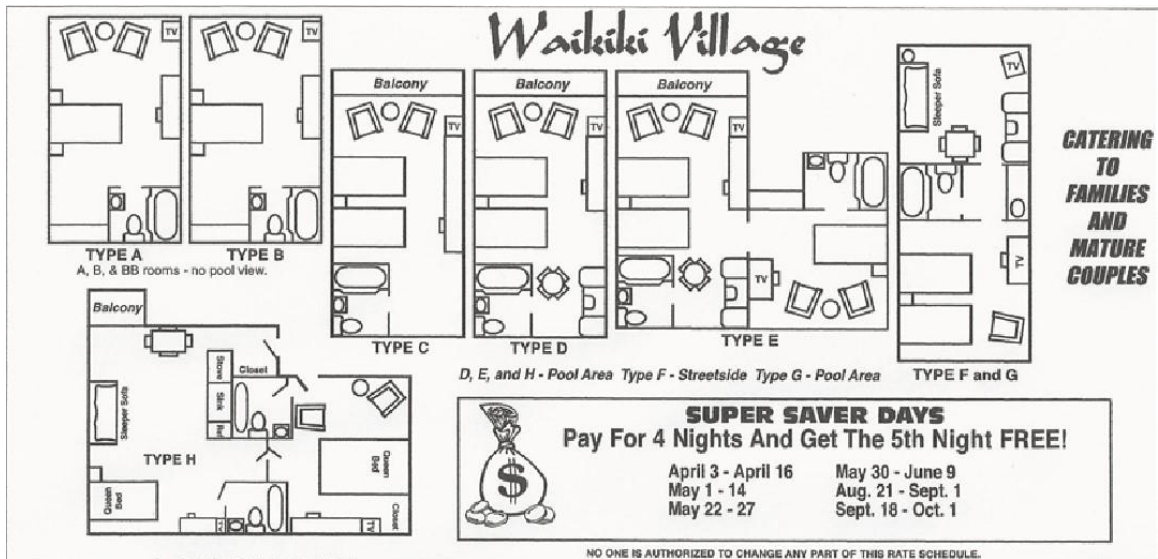 Waikiki Village
TV
TV
TYPE A
TYPE B
A, B, & BB rooms - no pool view.
Balcony
TV
TYPE C
Balcony
TV
TYPE D
Balcony
TV
TV
TYPE E
Sleeper Sofa
TV
TV
TYPE F and G
CATERING
TO
FAMILIES
AND
MATURE
COUPLES
D, E, and H - Pool Area Type F - Streetside Type G - Pool Area
Balcony
Stove
Sink
Ref
Closet
Sleeper Sofa
TYPE H
Queen
Bed
Queen
Bed
TV
TV
Closet
SUPER SAVER DAYS
Pay For 4 Nights And Get The 5th Night FREE!
April 3 - April 16 May 30 - June 9
May 1 - 14 Aug. 21 - Sept. 1
May 22 - 27 Sept. 18 - Oct. 1
$
NO ONE IS AUTHORIZED TO CHANGE ANY PART OF THIS RATE SCHEDULE.